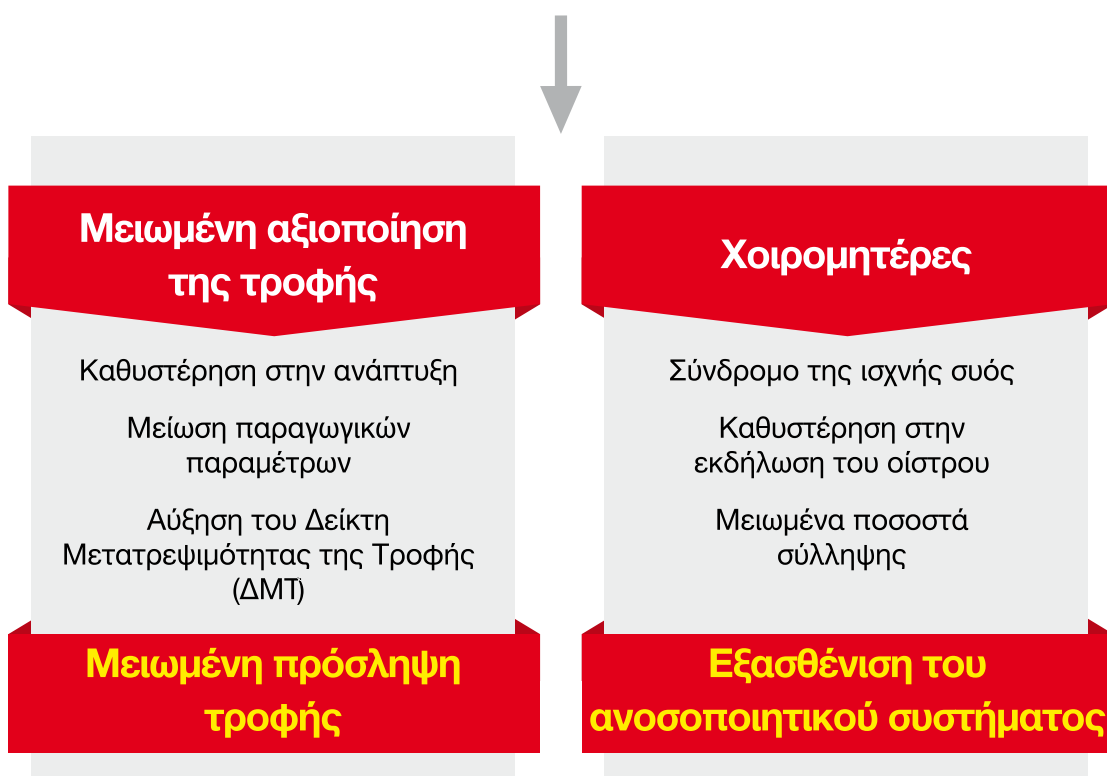 Μειωμένη αξιοποίηση
της τροφής
Καθυστέρηση στην ανάπτυξη
Μείωση παραγωγικών
παραμέτρων
Αύξηση του Δείκτη
Μετατρεψιμότητας της Τροφής
(ΔΜΤ)
Μειωμένη πρόσληψη
τροφής
Χοιρομητέρες
Σύνδρομο της ισχνής συός
Καθυστέρηση στην
εκδήλωση του οίστρου
Μειωμένα ποσοστά
σύλληψης
Εξασθένιση του
ανοσοποιητικού συστήματος